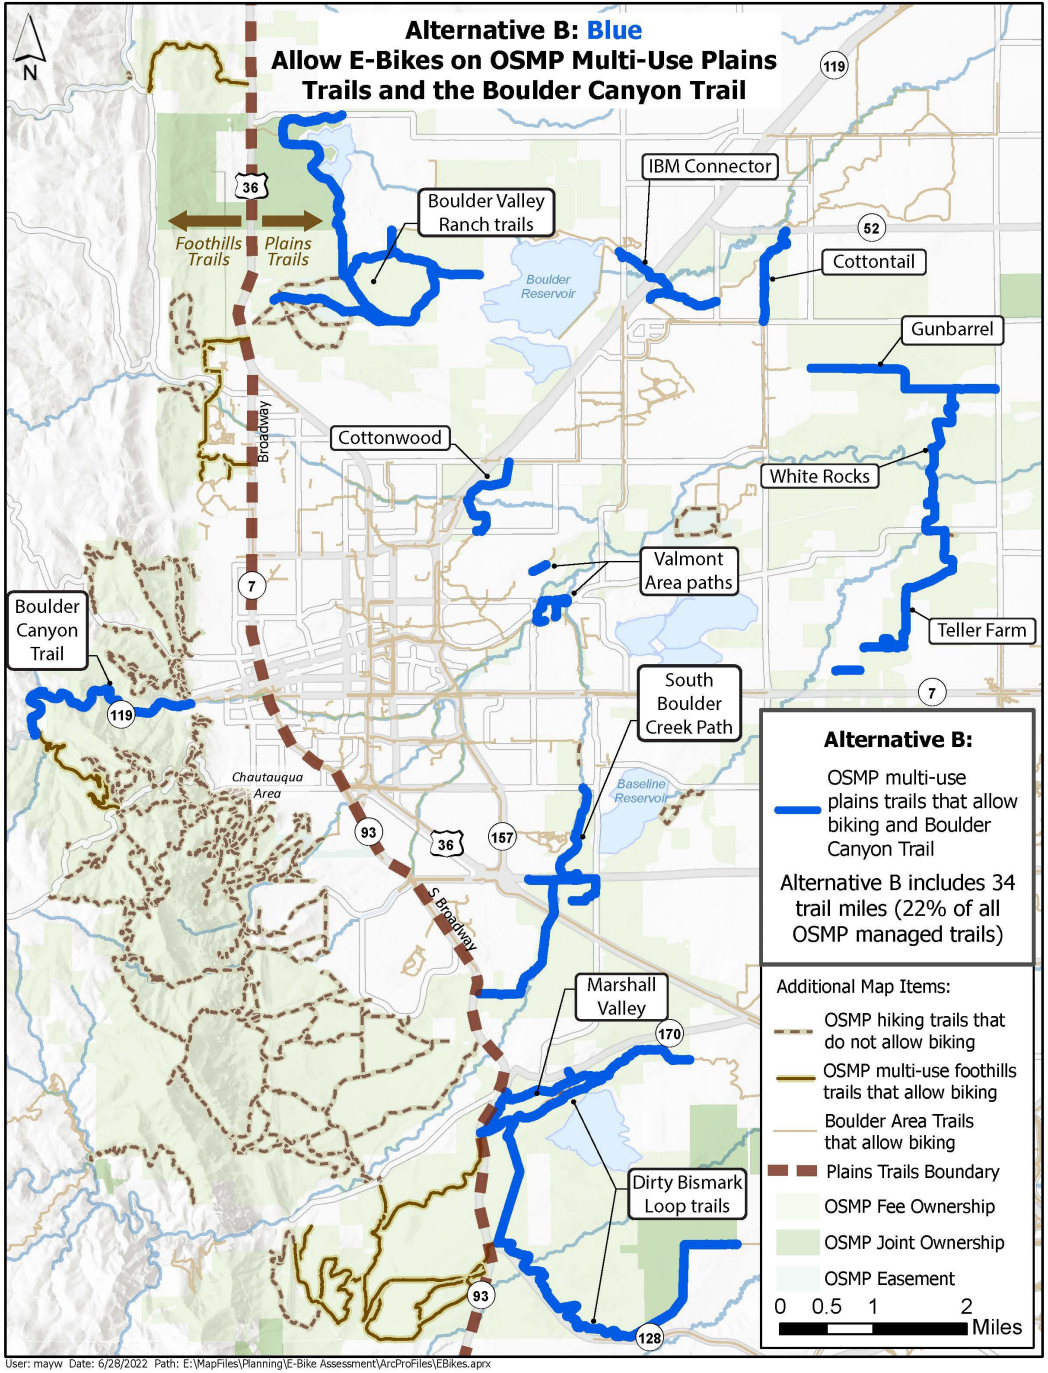 Alternative B: Blue
Allow E-Bikes on OSMP Multi-Use Plains
Trails and the Boulder Canyon Trail
N
119
36
IBM Connector
Boulder Valley
Ranch trails
52
Foothills
Trails
Plains
Trails
Cottontail
Boulder
Reservoir
Gunbarrel
Broadway
Cottonwood
White Rocks
Valmont
Area paths
7
Boulder
Canyon
Trail
Teller Farm
South
Boulder
Creek Path
7
119
Chautauqua
Area
Baseline
Reservoir
93
36
157
S Broadway
Marshall
Valley
170
Dirty Bismark
Loop trails
93
128
Alternative B:
OSMP multi-use
plains trails that allow
biking and Boulder
Canyon Trail
Alternative B includes 34
trail miles (22% of all
OSMP managed trails)
Additional Map Items:
OSMP hiking trails that
do not allow biking
OSMP multi-use foothills
trails that allow biking
Boulder Area Trails
that allow biking
Plains Trails Boundary
OSMP Fee Ownership
OSMP Joint Ownership
OSMP Easement
0 0.5 1 2
Miles
User: mayw Date: 6/28/2022 Path: E:\MapFiles\Planning\E-Bike Assessment\ArcProFiles\EBikes.aprx